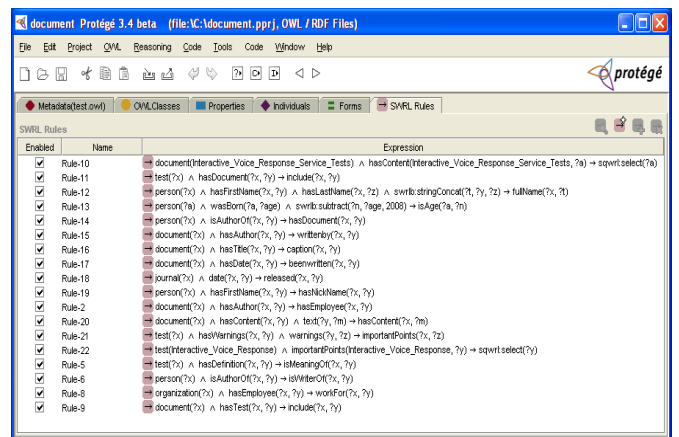 document Protégé 3.4 beta (file:\C:\document.pprj, OWL / RDF Files)
File Edit Project OWL Reasoning Code Tools Code Window Help
protégé
Metadata(test.owl) OWLClasses Properties Individuals Forms SWRL Rules
SWRL Rules
Enabled Name Expression
Rule-10 document(Interactive_Voice_Response_Service_Tests) ∧ hasContent(Interactive_Voice_Response_Service_Tests, ?a) → sqwrl:select(?a)
Rule-11 test(?x) ∧ hasDocument(?x, ?y) → include(?x, ?y)
Rule-12 person(?x) ∧ hasFirstName(?x, ?y) ∧ hasLastName(?x, ?z) ∧ swrlb:stringConcat(?t, ?y, ?z) → fullName(?x, ?t)
Rule-13 person(?a) ∧ wasBorn(?a, ?age) ∧ swrlb:subtract(?n, ?age, 2008) → isAge(?a, ?n)
Rule-14 person(?x) ∧ isAuthorOf(?x, ?y) → hasDocument(?x, ?y)
Rule-15 document(?x) ∧ hasAuthor(?x, ?y) → writtenby(?x, ?y)
Rule-16 document(?x) ∧ hasTitle(?x, ?y) → caption(?x, ?y)
Rule-17 document(?x) ∧ hasDate(?x, ?y) → beenwritten(?x, ?y)
Rule-18 journal(?x) ∧ date(?x, ?y) → released(?x, ?y)
Rule-19 person(?x) ∧ hasFirstName(?x, ?y) → hasNickName(?x, ?y)
Rule-2 document(?x) ∧ hasAuthor(?x, ?y) → hasEmployee(?x, ?y)
Rule-20 document(?x) ∧ hasContent(?x, ?y) ∧ text(?y, ?m) → hasContent(?x, ?m)
Rule-21 test(?x) ∧ hasWarnings(?x, ?y) ∧ warnings(?y, ?z) → importantPoints(?x, ?z)
Rule-22 test(Interactive_Voice_Response) ∧ importantPoints(Interactive_Voice_Response, ?y) → sqwrl:select(?y)
Rule-5 test(?x) ∧ hasDefinition(?x, ?y) → isMeaningOf(?x, ?y)
Rule-6 person(?x) ∧ isAuthorOf(?x, ?y) → isWriterOf(?x, ?y)
Rule-8 organization(?x) ∧ hasEmployee(?x, ?y) → workFor(?x, ?y)
Rule-9 document(?x) ∧ hasTest(?x, ?y) → include(?x, ?y)